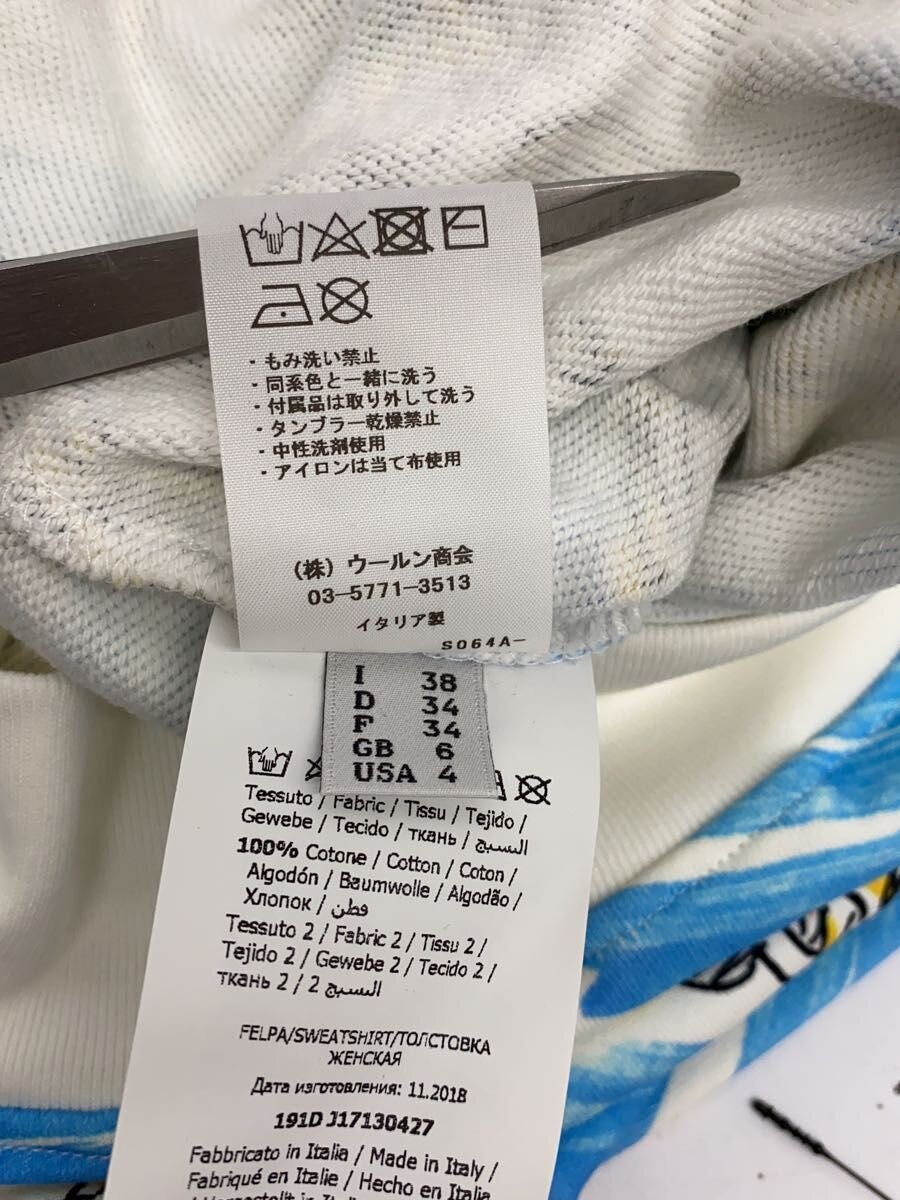 ・もみ洗い禁止
・同系色と一緒に洗う
・付属品は取り外して洗う
・タンブラー乾燥禁止
・中性洗剤使用
・アイロンは当て布使用
（株）ウールン商会
03-5771-3513
イタリア製
S064A-
I 38
D 34
F 34
GB 6
USA 4
Tessuto / Fabric / Tissu / Tejido /
Gewebe / Tecido / ткань / النسيج
100% Cotone / Cotton / Coton /
Algodón / Baumwolle / Algodão /
Хлопок / قطن
Tessuto 2 / Fabric 2 / Tissu 2 /
Tejido 2 / Gewebe 2 / Tecido 2 /
ткань 2 / 2 النسيج
FELPA/SWEATSHIRT/ТОЛСТОВКА
ЖЕНСКАЯ
Дата изготовления: 11.2018
191D J17130427
Fabbricato in Italia / Made in Italy /
Fabriqué en Italie / Hecho en Italia